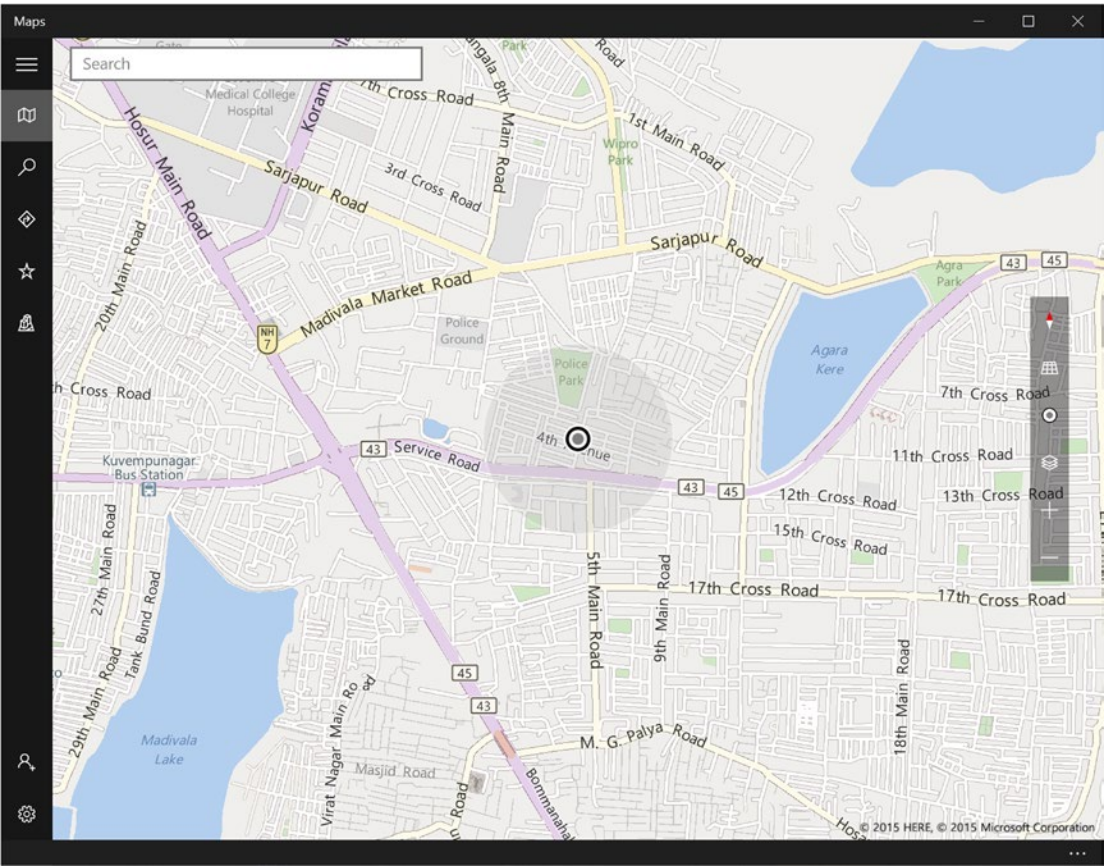 Maps
Search
Park
Road
Medical College
Hospital
7th Cross Road
8th Main Road
Hosur Main Road
Sarjapur Road
3rd Cross Road
1st Main Road
Wipro
Park
20th Main Road
Sarjapur Road
Madivala Market Road
NH
7
Police
Ground
Police
Park
Agra
Park
43
45
Agara
Kere
7th Cross Road
Cross Road
4th
43
Service Road
11th Cross Road
Kuvempunagar
Bus Station
43
45
12th Cross Road
13th Cross Road
15th Cross Road
27th Main Road
Tank Bund Road
5th Main Road
9th Main Road
17th Cross Road
17th Cross Road
29th Main Road
18th Main Road
45
43
Virat Nagar Main Road
M. G. Palya Road
Madivala
Lake
Masjid Road
Road
© 2015 HERE, © 2015 Microsoft Corporation